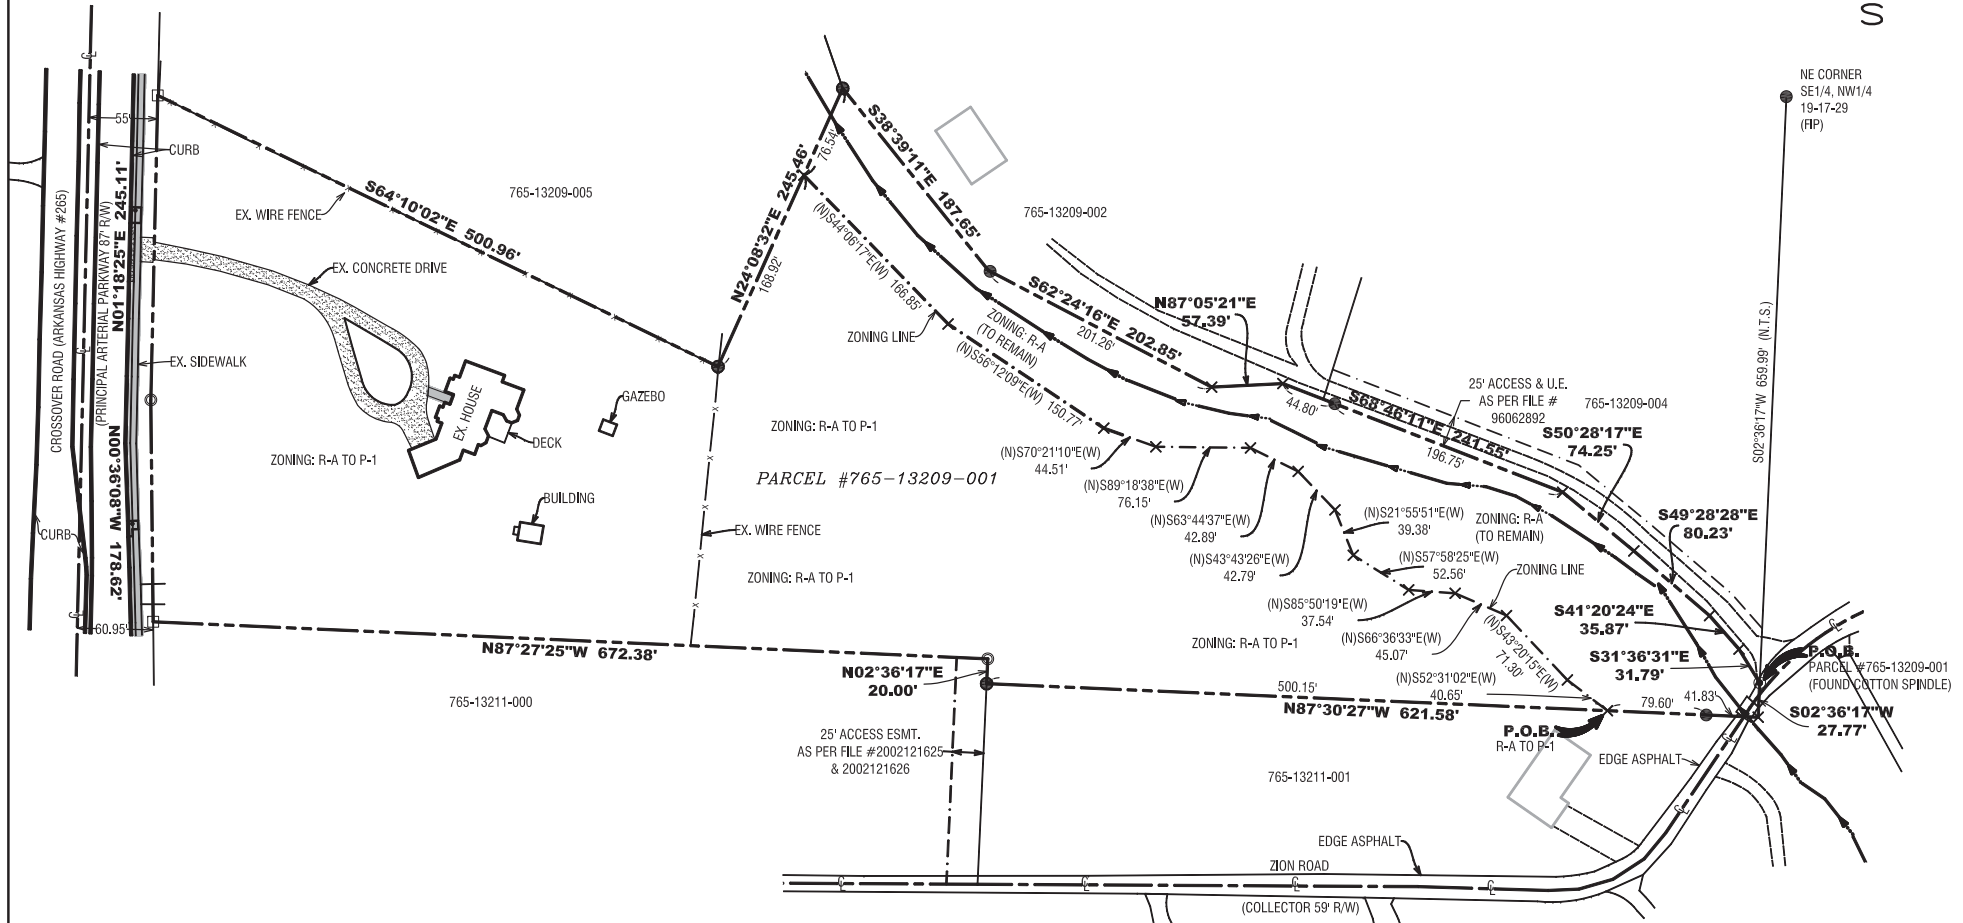 S
NE CORNER
SE1/4, NW1/4
19-17-29
(FIP)
S02°36'17"W 659.99' (N.T.S.)
CROSSOVER ROAD (ARKANSAS HIGHWAY #265)
(PRINCIPAL ARTERIAL PARKWAY 87' R/W)
N01°18'25"E 245.11'
N00°36'08"W 178.62'
55'
CURB
EX. WIRE FENCE
S64°10'02"E 500.96'
765-13209-005
EX. CONCRETE DRIVE
EX. SIDEWALK
EX. HOUSE
GAZEBO
DECK
ZONING: R-A TO P-1
BUILDING
CURB
60.95'
N87°27'25"W 672.38'
765-13211-000
N24°08'32"E 245.46'
76.54'
168.92'
S38°39'11"E 187.65'
765-13209-002
(N)S44°06'17"E(W) 166.85'
ZONING LINE
ZONING: R-A
(TO REMAIN)
S62°24'16"E 202.85'
201.26'
N87°05'21"E
57.39'
(N)S56°12'09"E(W) 150.77'
ZONING: R-A TO P-1
PARCEL #765-13209-001
EX. WIRE FENCE
ZONING: R-A TO P-1
(N)S70°21'10"E(W)
44.51'
(N)S89°18'38"E(W)
76.15'
(N)S63°44'37"E(W)
42.89'
(N)S43°43'26"E(W)
42.79'
(N)S21°55'51"E(W)
39.38'
(N)S57°58'25"E(W)
52.56'
(N)S85°50'19"E(W)
37.54'
(N)S66°36'33"E(W)
45.07'
(N)S43°20'15"E(W)
71.30'
(N)S52°31'02"E(W)
40.65'
ZONING LINE
ZONING: R-A
(TO REMAIN)
44.80'
S68°46'11"E 241.55'
196.75'
25' ACCESS & U.E.
AS PER FILE #
96062892
765-13209-004
S50°28'17"E
74.25'
S49°28'28"E
80.23'
S41°20'24"E
35.87'
S31°36'31"E
31.79'
P.O.B.
PARCEL #765-13209-001
(FOUND COTTON SPINDLE)
S02°36'17"W
27.77'
ZONING: R-A TO P-1
N02°36'17"E
20.00'
500.15'
N87°30'27"W 621.58'
79.60'
41.83'
P.O.B.
R-A TO P-1
25' ACCESS ESMT.
AS PER FILE #2002121625
& 2002121626
765-13211-001
EDGE ASPHALT
EDGE ASPHALT
ZION ROAD
(COLLECTOR 59' R/W)